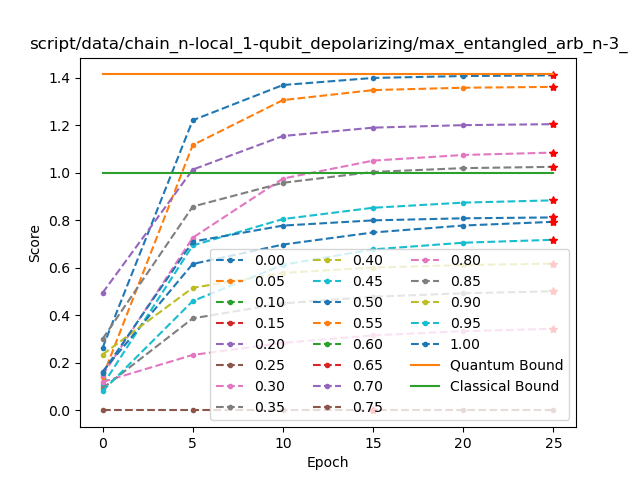 script/data/chain_n-local_1-qubit_depolarizing/max_entangled_arb_n-3_
Score
1.4
1.2
1.0
0.8
0.6
0.4
0.2
0.0
0 5 10 15 20 25
Epoch
0.00 0.40 0.80
0.05 0.45 0.85
0.10 0.50 0.90
0.15 0.55 0.95
0.20 0.60 1.00
0.25 0.65 Quantum Bound
0.30 0.70 Classical Bound
0.35 0.75